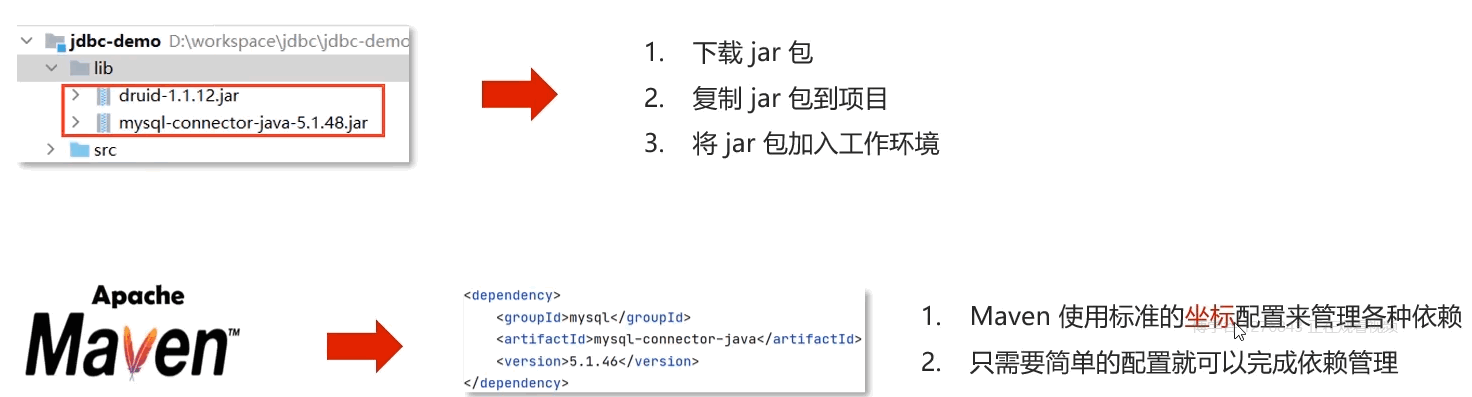 jdbc-demo D:\workspace\jdbc\jdbc-demo
lib
druid-1.1.12.jar
mysql-connector-java-5.1.48.jar
src
1. 下载 jar 包
2. 复制 jar 包到项目
3. 将 jar 包加入工作环境
Apache
Maven™
<dependency>
<groupId>mysql</groupId>
<artifactId>mysql-connector-java</artifactId>
<version>5.1.46</version>
</dependency>
1. Maven 使用标准的坐标配置来管理各种依赖
2. 只需要简单的配置就可以完成依赖管理